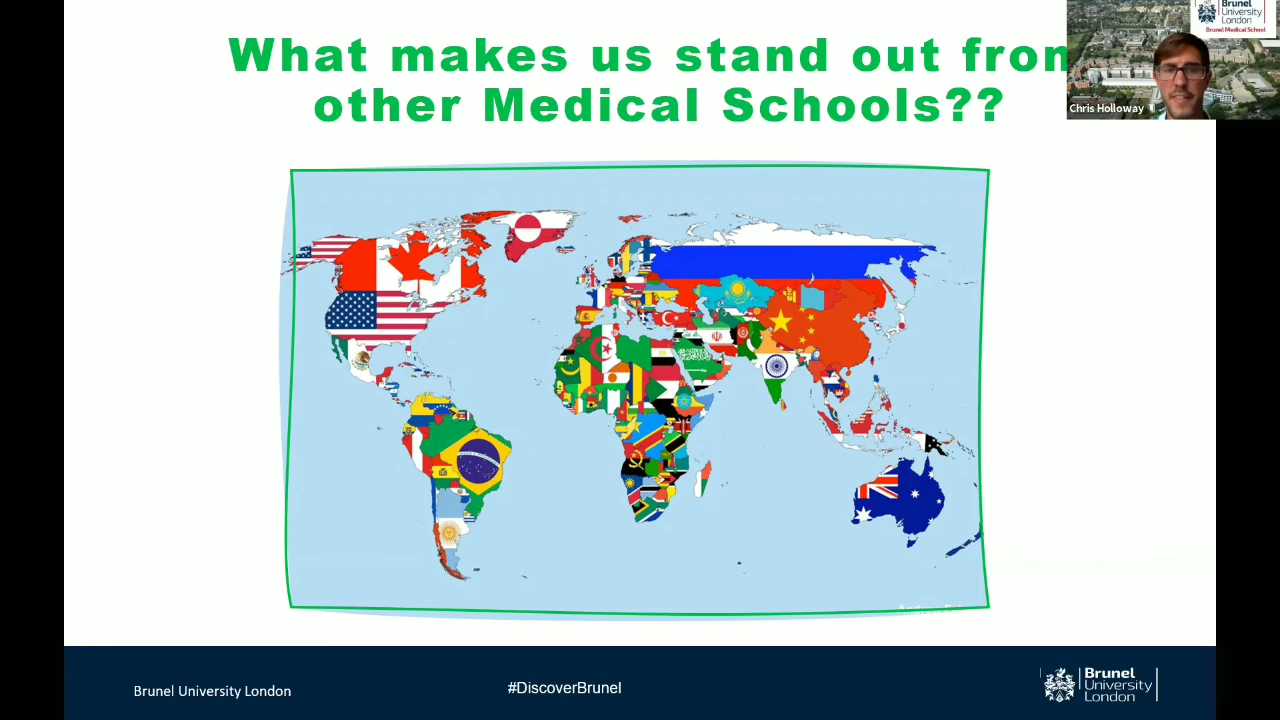 What makes us stand out from
other Medical Schools??
Brunel
University
London
Brunel Medical School
Chris Holloway
Brunel University London
#DiscoverBrunel
Brunel
University
London